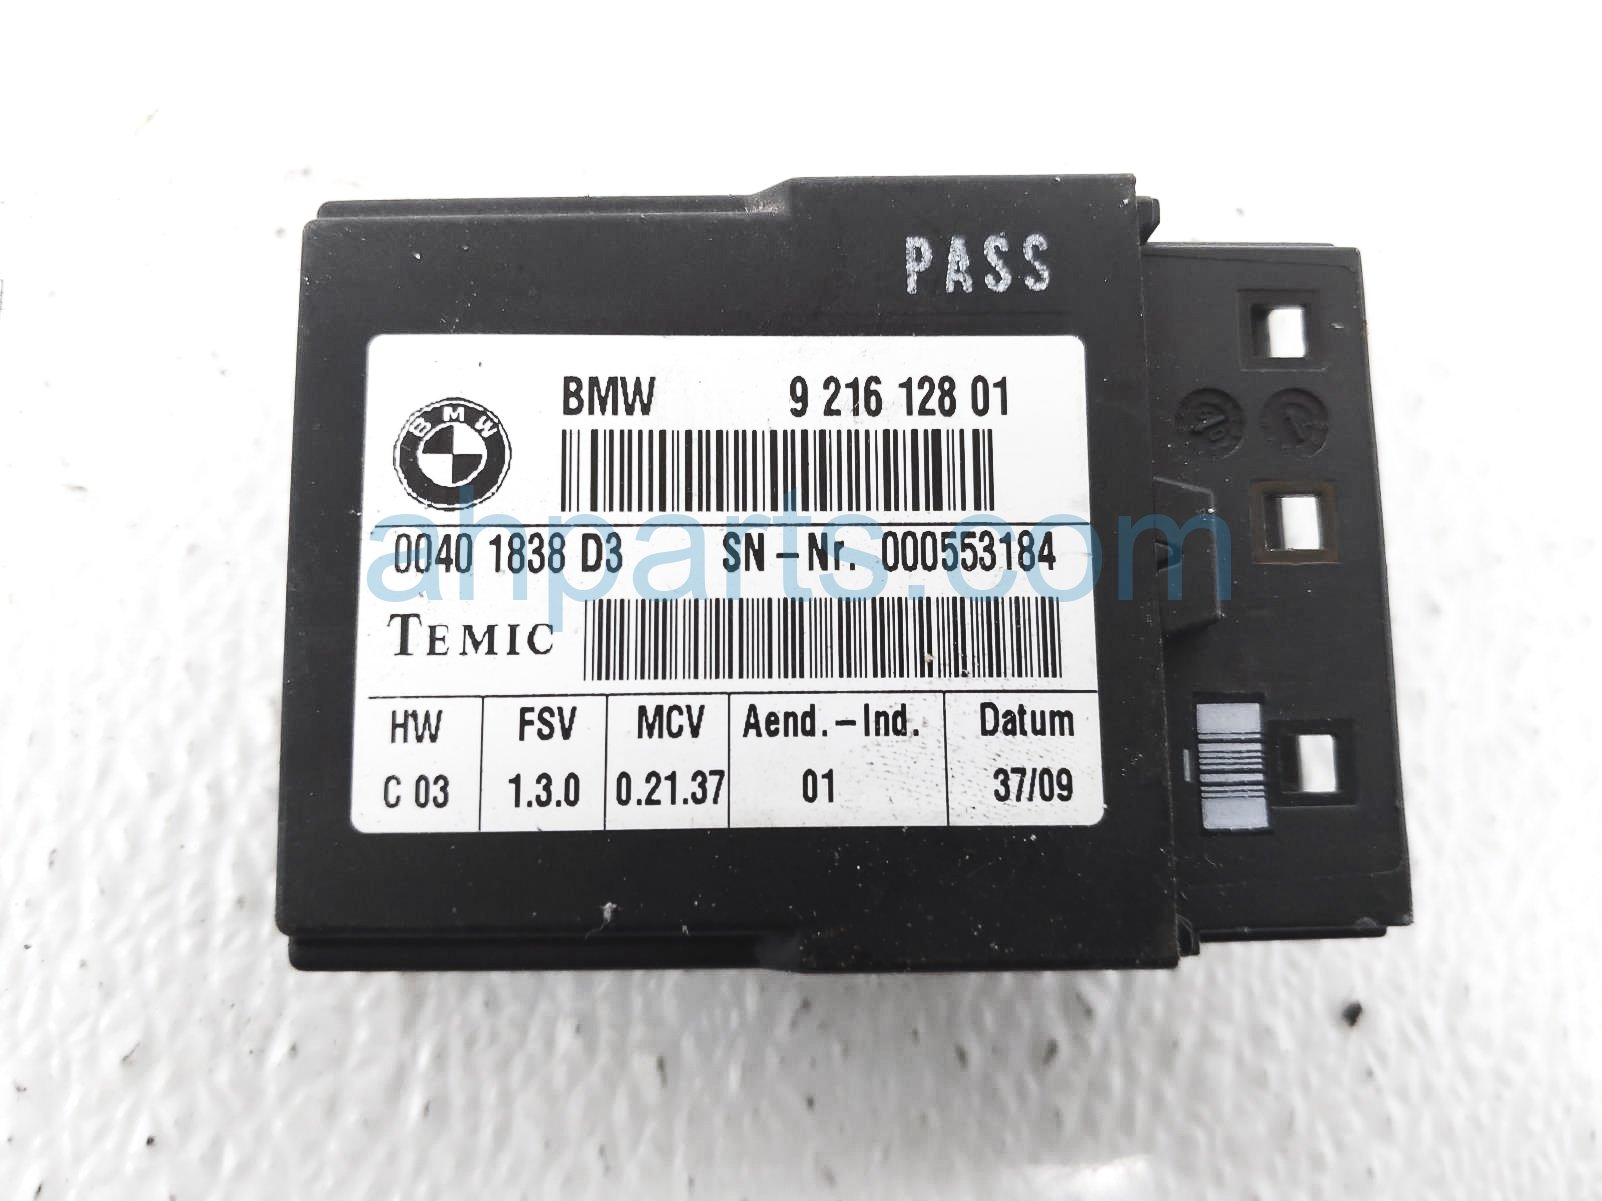 PASS
BMW 9 216 128 01
BMW
0040 1838 D3 SN-Nr. 000553184
ahparts.com
TEMIC
HW FSV MCV Aend.-Ind. Datum
C 03 1.3.0 0.21.37 01 37/09